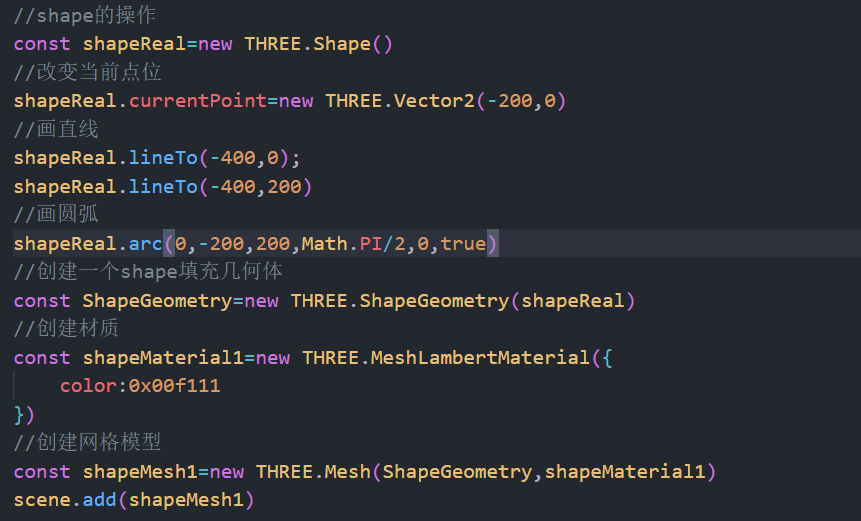 //shape的操作
const shapeReal=new THREE.Shape()
//改变当前点位
shapeReal.currentPoint=new THREE.Vector2(-200,0)
//画直线
shapeReal.lineTo(-400,0);
shapeReal.lineTo(-400,200)
//画圆弧
shapeReal.arc(0,-200,200,Math.PI/2,0,true)
//创建一个shape填充几何体
const ShapeGeometry=new THREE.ShapeGeometry(shapeReal)
//创建材质
const shapeMaterial1=new THREE.MeshLambertMaterial({
    color:0x00f111
})
//创建网格模型
const shapeMesh1=new THREE.Mesh(ShapeGeometry,shapeMaterial1)
scene.add(shapeMesh1)